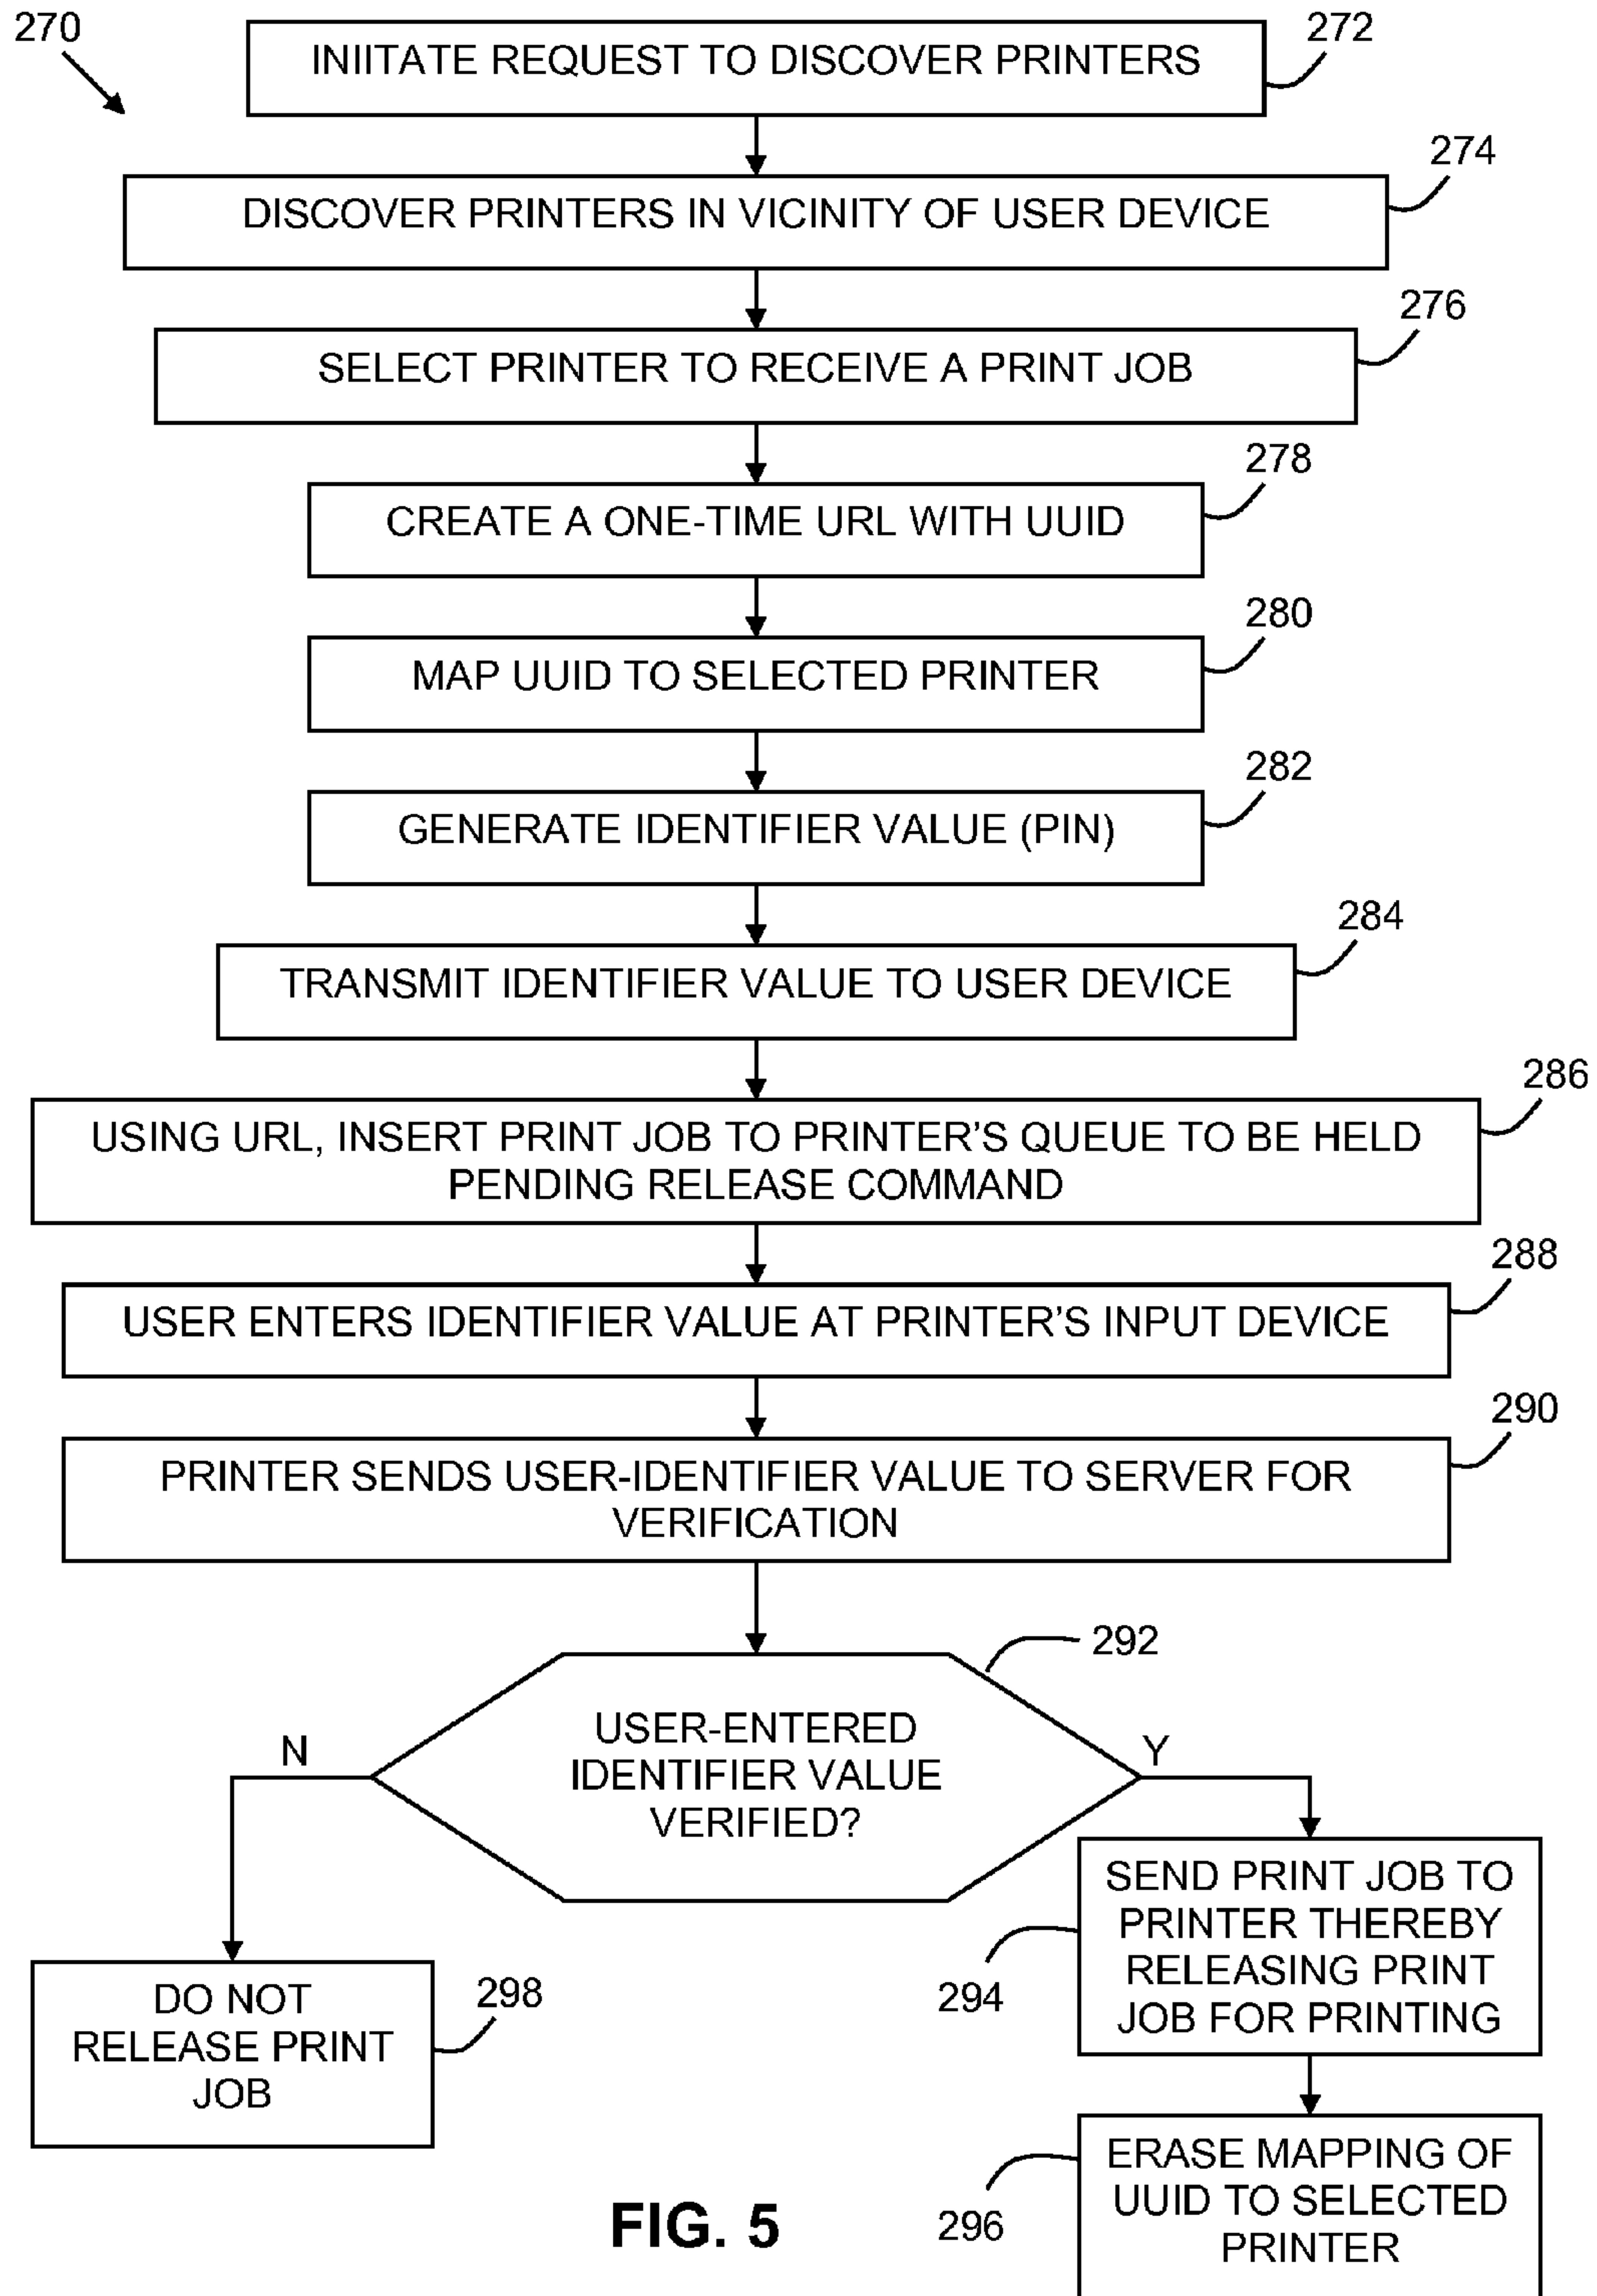 270
INIITATE REQUEST TO DISCOVER PRINTERS
272
274
DISCOVER PRINTERS IN VICINITY OF USER DEVICE
276
SELECT PRINTER TO RECEIVE A PRINT JOB
278
CREATE A ONE-TIME URL WITH UUID
280
MAP UUID TO SELECTED PRINTER
282
GENERATE IDENTIFIER VALUE (PIN)
284
TRANSMIT IDENTIFIER VALUE TO USER DEVICE
286
USING URL, INSERT PRINT JOB TO PRINTER'S QUEUE TO BE HELD
PENDING RELEASE COMMAND
288
USER ENTERS IDENTIFIER VALUE AT PRINTER'S INPUT DEVICE
290
PRINTER SENDS USER-IDENTIFIER VALUE TO SERVER FOR
VERIFICATION
292
USER-ENTERED
IDENTIFIER VALUE
VERIFIED?
N
Y
SEND PRINT JOB TO
PRINTER THEREBY
RELEASING PRINT
JOB FOR PRINTING
294
DO NOT
RELEASE PRINT
JOB
298
ERASE MAPPING OF
UUID TO SELECTED
PRINTER
296
FIG. 5